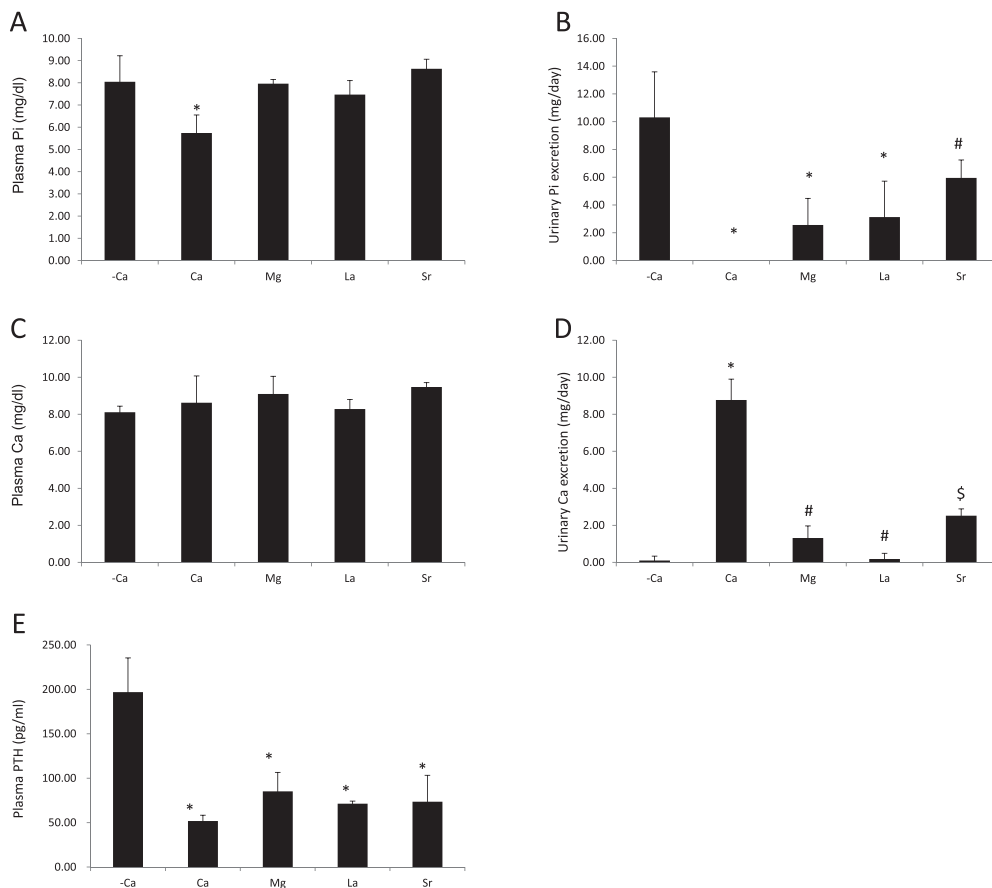 A
Plasma Pi (mg/dl)
10.00
9.00
8.00
7.00
6.00
5.00
4.00
3.00
2.00
1.00
0.00
*
-Ca Ca Mg La Sr
B
Urinary Pi excretion (mg/day)
16.00
14.00
12.00
10.00
8.00
6.00
4.00
2.00
0.00
* * * #
-Ca Ca Mg La Sr
C
Plasma Ca (mg/dl)
12.00
10.00
8.00
6.00
4.00
2.00
0.00
-Ca Ca Mg La Sr
D
Urinary Ca excretion (mg/day)
12.00
10.00
8.00
6.00
4.00
2.00
0.00
* # # $
-Ca Ca Mg La Sr
E
Plasma PTH (pg/ml)
250.00
200.00
150.00
100.00
50.00
0.00
* * * *
-Ca Ca Mg La Sr